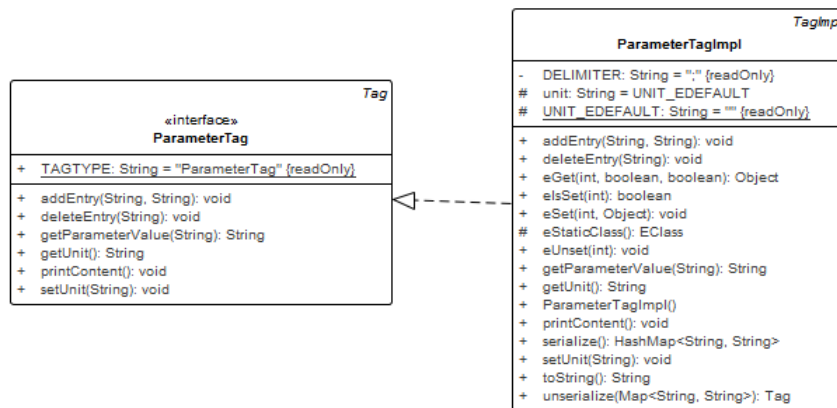 Tag
«interface»
ParameterTag
+ TAGTYPE: String = "ParameterTag" {readOnly}
+ addEntry(String, String): void
+ deleteEntry(String): void
+ getParameterValue(String): String
+ getUnit(): String
+ printContent(): void
+ setUnit(String): void
TagImp
ParameterTagImpl
- DELIMITER: String = ";" {readOnly}
# unit: String = UNIT_EDEFAULT
# UNIT_EDEFAULT: String = "" {readOnly}
+ addEntry(String, String): void
+ deleteEntry(String): void
+ eGet(int, boolean, boolean): Object
+ eIsSet(int): boolean
+ eSet(int, Object): void
# eStaticClass(): EClass
+ eUnset(int): void
+ getParameterValue(String): String
+ getUnit(): String
+ ParameterTagImpl()
+ printContent(): void
+ serialize(): HashMap<String, String>
+ setUnit(String): void
+ toString(): String
+ unserialize(Map<String, String>): Tag